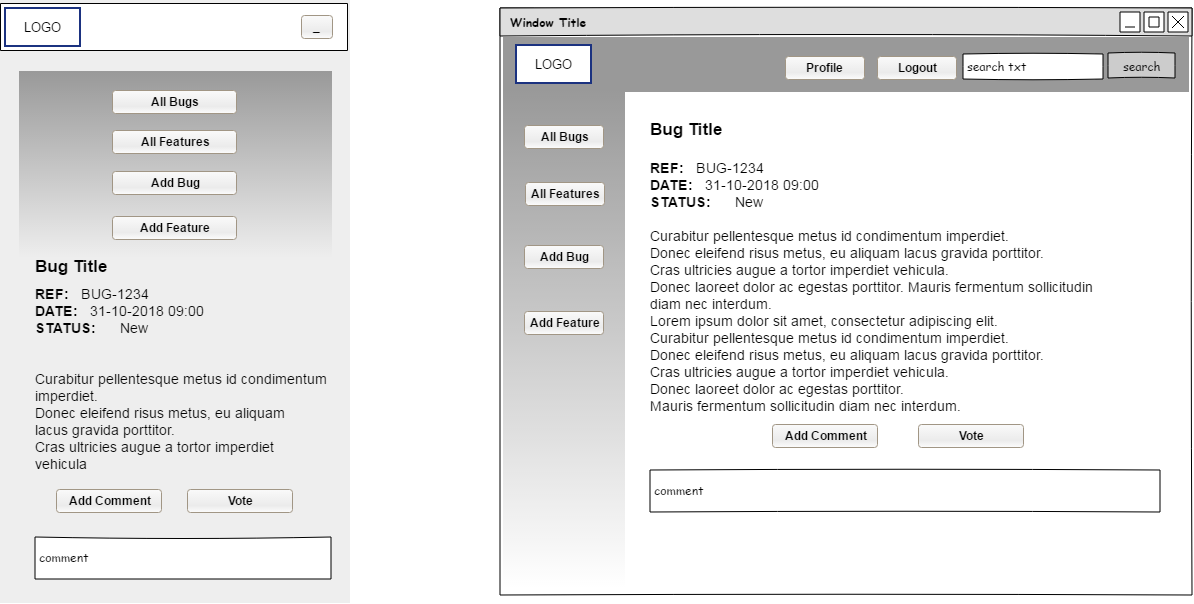 LOGO
_
All Bugs
All Features
Add Bug
Add Feature
Bug Title
REF: BUG-1234
DATE: 31-10-2018 09:00
STATUS: New
Curabitur pellentesque metus id condimentum
imperdiet.
Donec eleifend risus metus, eu aliquam
lacus gravida porttitor.
Cras ultricies augue a tortor imperdiet
vehicula
Add Comment Vote
comment
Window Title
LOGO
Profile Logout search txt search
All Bugs
All Features
Add Bug
Add Feature
Bug Title
REF: BUG-1234
DATE: 31-10-2018 09:00
STATUS: New
Curabitur pellentesque metus id condimentum imperdiet.
Donec eleifend risus metus, eu aliquam lacus gravida porttitor.
Cras ultricies augue a tortor imperdiet vehicula.
Donec laoreet dolor ac egestas porttitor. Mauris fermentum sollicitudin
diam nec interdum.
Lorem ipsum dolor sit amet, consectetur adipiscing elit.
Curabitur pellentesque metus id condimentum imperdiet.
Donec eleifend risus metus, eu aliquam lacus gravida porttitor.
Cras ultricies augue a tortor imperdiet vehicula.
Donec laoreet dolor ac egestas porttitor.
Mauris fermentum sollicitudin diam nec interdum.
Add Comment Vote
comment